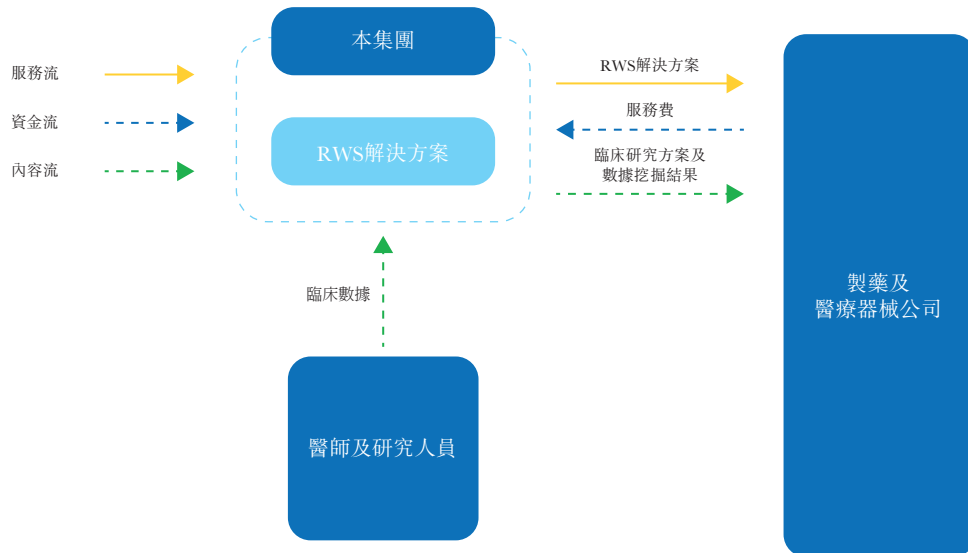 本集團
服務流
RWS解決方案
資金流
服務費
RWS解決方案
內容流
臨床研究方案及
數據挖掘結果
臨床數據
製藥及
醫療器械公司
醫師及研究人員